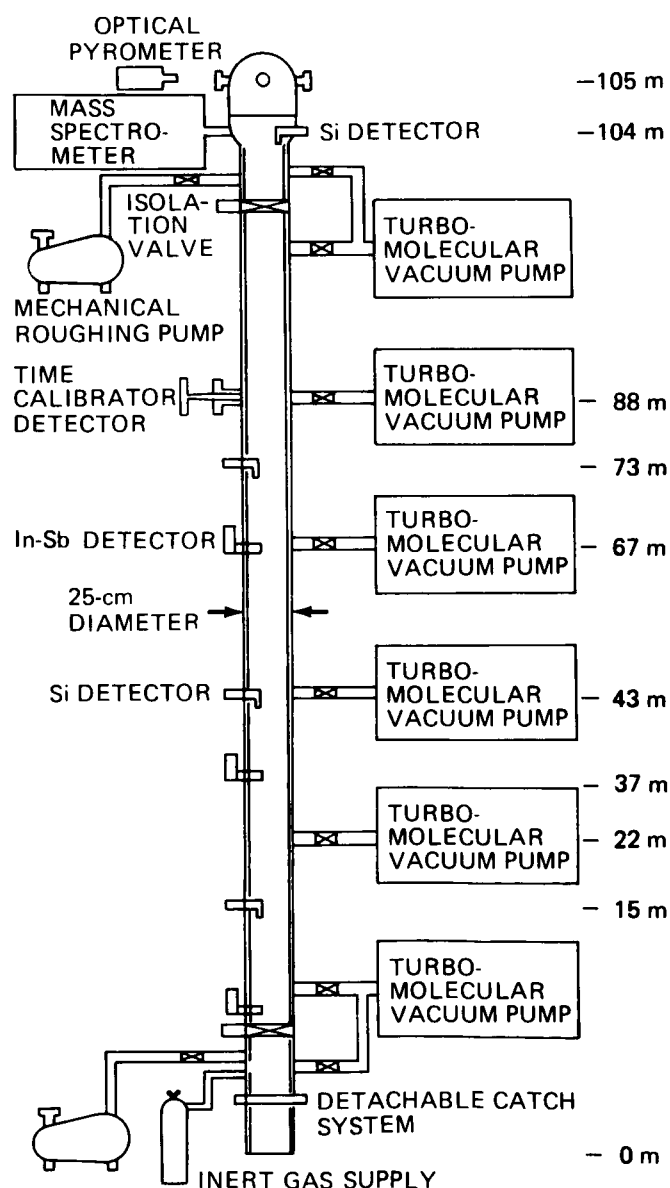 OPTICAL
PYROMETER
– 105 m
MASS
SPECTRO-
METER
Si DETECTOR
– 104 m
ISOLA-
TION
VALVE
TURBO-
MOLECULAR
VACUUM PUMP
MECHANICAL
ROUGHING PUMP
TIME
CALIBRATOR
DETECTOR
TURBO-
MOLECULAR
VACUUM PUMP
– 88 m
– 73 m
In-Sb DETECTOR
TURBO-
MOLECULAR
VACUUM PUMP
– 67 m
25-cm
DIAMETER
Si DETECTOR
TURBO-
MOLECULAR
VACUUM PUMP
– 43 m
– 37 m
TURBO-
MOLECULAR
VACUUM PUMP
– 22 m
– 15 m
TURBO-
MOLECULAR
VACUUM PUMP
DETACHABLE CATCH
SYSTEM
– 0 m
INERT GAS SUPPLY